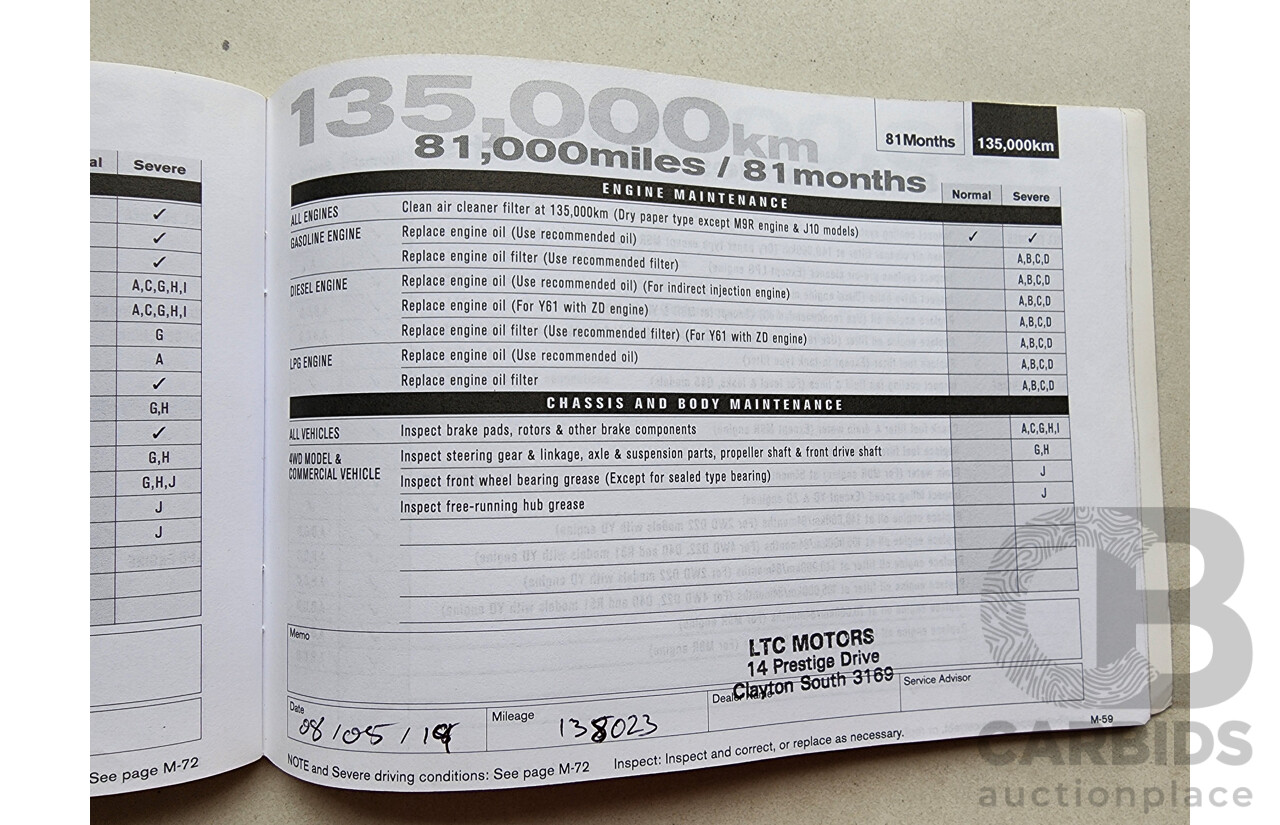 al Severe
✓
✓
✓
A,C,G,H,I
A,C,G,H,I
G
A
✓
G,H
✓
G,H
G,H,J
J
J
See page M-72
135,000km
81,000miles / 81months
81Months 135,000km
ENGINE MAINTENANCE Normal Severe
ALL ENGINES Clean air cleaner filter at 135,000km (Dry paper type except M9R engine & J10 models) ✓ ✓
GASOLINE ENGINE Replace engine oil (Use recommended oil) A,B,C,D
Replace engine oil filter (Use recommended filter) A,B,C,D
DIESEL ENGINE Replace engine oil (Use recommended oil) (For indirect injection engine) A,B,C,D
Replace engine oil (For Y61 with ZD engine) A,B,C,D
Replace engine oil filter (Use recommended filter) (For Y61 with ZD engine) A,B,C,D
LPG ENGINE Replace engine oil (Use recommended oil) A,B,C,D
Replace engine oil filter A,B,C,D
CHASSIS AND BODY MAINTENANCE
ALL VEHICLES Inspect brake pads, rotors & other brake components A,C,G,H,I
4WD MODEL & COMMERCIAL VEHICLE Inspect steering gear & linkage, axle & suspension parts, propeller shaft & front drive shaft G,H
Inspect front wheel bearing grease (Except for sealed type bearing) J
Inspect free-running hub grease J
Memo
LTC MOTORS
14 Prestige Drive
Clayton South 3169
Date 08/05/19
Mileage 138023
Dealer Name
Service Advisor
M-59
NOTE and Severe driving conditions: See page M-72 Inspect: Inspect and correct, or replace as necessary.
CB
CARBIDS
auctionplace